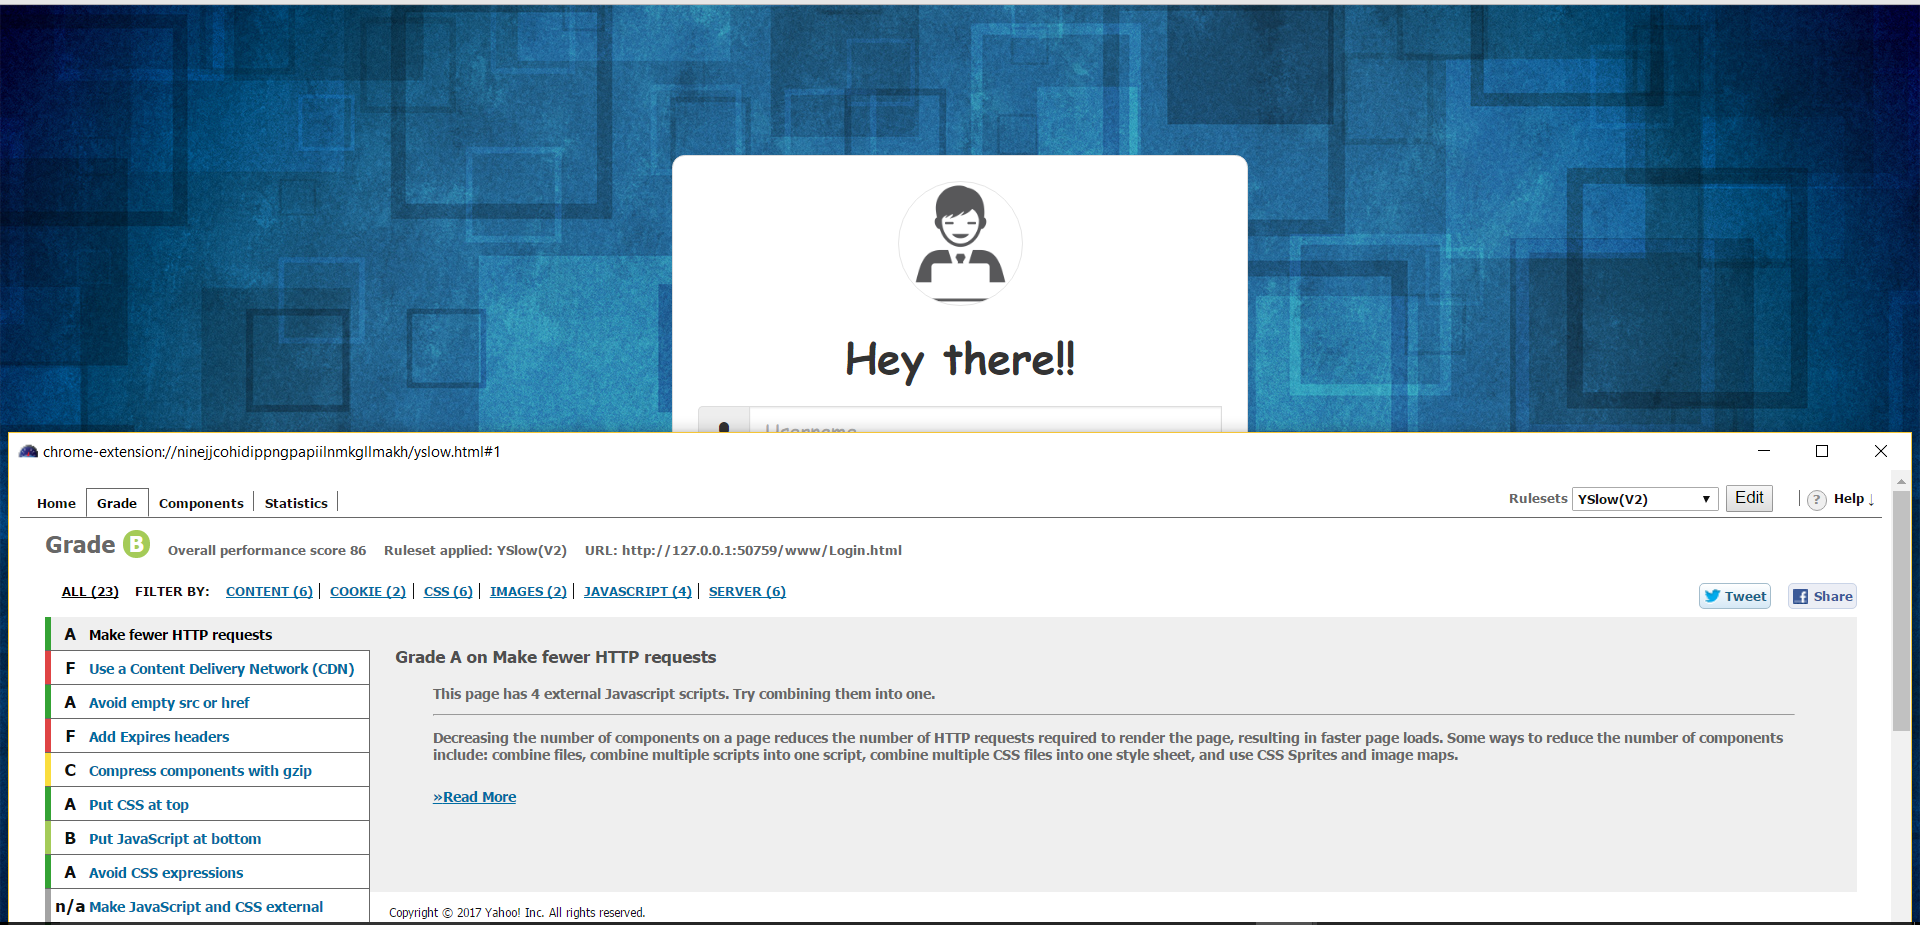 Hey there!!
Username
chrome-extension://ninejjcohidippngpapiilnmkgllmakh/yslow.html#1
Home Grade Components Statistics Rulesets YSlow(V2) Edit ? Help ↓
Grade B Overall performance score 86 Ruleset applied: YSlow(V2) URL: http://127.0.0.1:50759/www/Login.html
ALL (23) FILTER BY: CONTENT (6) COOKIE (2) CSS (6) IMAGES (2) JAVASCRIPT (4) SERVER (6) Tweet Share
A Make fewer HTTP requests
F Use a Content Delivery Network (CDN)
A Avoid empty src or href
F Add Expires headers
C Compress components with gzip
A Put CSS at top
B Put JavaScript at bottom
A Avoid CSS expressions
n/a Make JavaScript and CSS external
Grade A on Make fewer HTTP requests
This page has 4 external Javascript scripts. Try combining them into one.
Decreasing the number of components on a page reduces the number of HTTP requests required to render the page, resulting in faster page loads. Some ways to reduce the number of components
include: combine files, combine multiple scripts into one script, combine multiple CSS files into one style sheet, and use CSS Sprites and image maps.
»Read More
Copyright © 2017 Yahoo! Inc. All rights reserved.